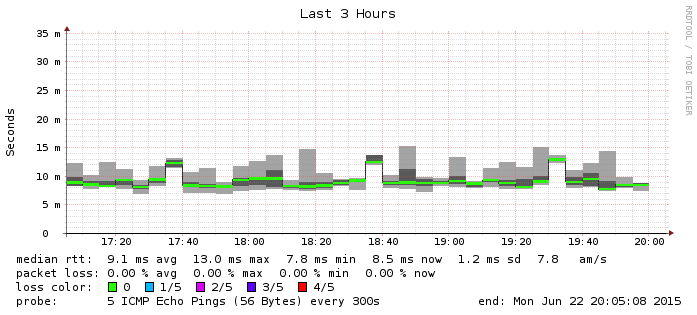 Last 3 Hours
RRDTOOL / TOBI OETIKER
Seconds
35 m
30 m
25 m
20 m
15 m
10 m
5 m
0
17:20 17:40 18:00 18:20 18:40 19:00 19:20 19:40 20:00
median rtt: 9.1 ms avg 13.0 ms max 7.8 ms min 8.5 ms now 1.2 ms sd 7.8 am/s
packet loss: 0.00 % avg 0.00 % max 0.00 % min 0.00 % now
loss color: 0 1/5 2/5 3/5 4/5
probe: 5 ICMP Echo Pings (56 Bytes) every 300s end: Mon Jun 22 20:05:08 2015